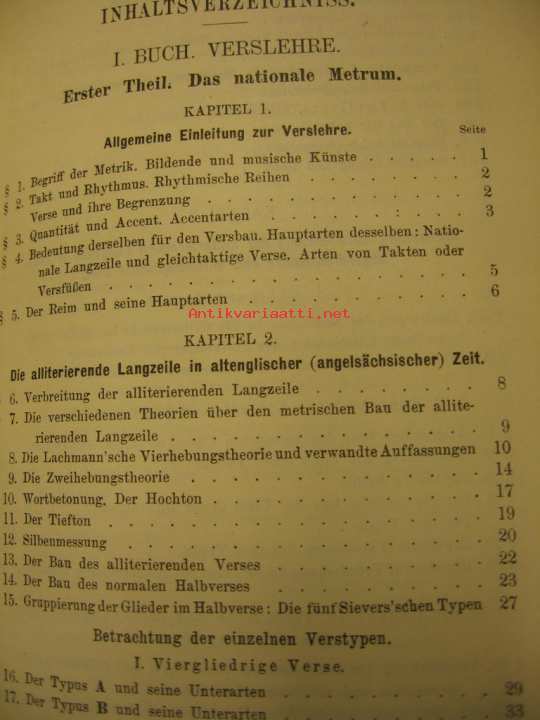 INHALTSVERZEICHNISS.
I. BUCH. VERSLEHRE.
Erster Theil. Das nationale Metrum.
KAPITEL 1.
Allgemeine Einleitung zur Verslehre.
Seite
§ 1. Begriff der Metrik. Bildende und musische Künste . . . . . 1
§ 2. Takt und Rhythmus. Rhythmische Reihen . . . . . . . . 2
Verse und ihre Begrenzung . . . . . . . . . . . . 2
§ 3. Quantität und Accent. Accentarten . . . . : . . . . 3
§ 4. Bedeutung derselben für den Versbau. Hauptarten desselben: Natio-
nale Langzeile und gleichtaktige Verse. Arten von Takten oder
Versfüßen . . . . . . . . . . . . . . . . 5
§ 5. Der Reim und seine Hauptarten . . . . . . . . . . 6
Antikvariaatti.net
KAPITEL 2.
Die alliterierende Langzeile in altenglischer (angelsächsischer) Zeit.
6. Verbreitung der alliterierenden Langzeile . . . . . . . 8
7. Die verschiedenen Theorien über den metrischen Bau der allite-
rierenden Langzeile . . . . . . . . . . . . . 9
8. Die Lachmann'sche Vierhebungstheorie und verwandte Auffassungen 10
9. Die Zweihebungstheorie . . . . . . . . . . . . 14
10. Wortbetonung. Der Hochton . . . . . . . . . . . 17
11. Der Tiefton . . . . . . . . . . . . . . . . 19
12. Silbenmessung . . . . . . . . . . . . . . . 20
13. Der Bau des alliterierenden Verses . . . . . . . . . 22
14. Der Bau des normalen Halbverses . . . . . . . . . 23
15. Gruppierung der Glieder im Halbverse: Die fünf Sievers'schen Typen 27
Betrachtung der einzelnen Verstypen.
I. Viergliedrige Verse.
16. Der Typus A und seine Unterarten . . . . . . . . . 29
17. Der Typus B und seine Unterarten . . . . . . . . . 33